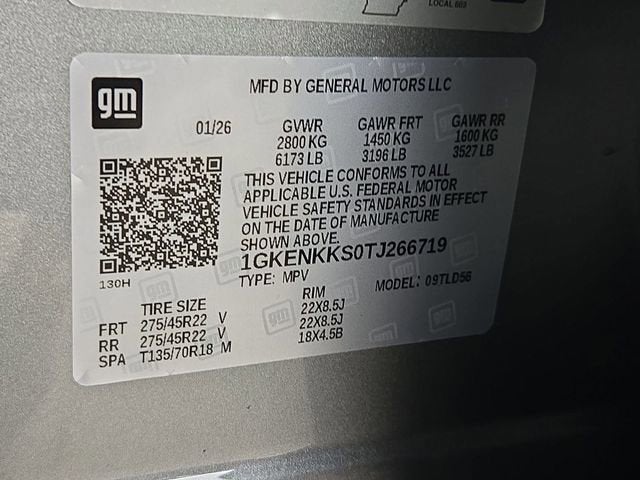 LOCAL 669
gm
MFD BY GENERAL MOTORS LLC
01/26 GVWR GAWR FRT GAWR RR
2800 KG 1450 KG 1600 KG
6173 LB 3196 LB 3527 LB
THIS VEHICLE CONFORMS TO ALL
APPLICABLE U.S. FEDERAL MOTOR
VEHICLE SAFETY STANDARDS IN EFFECT
ON THE DATE OF MANUFACTURE
SHOWN ABOVE.
1GKENKKS0TJ266719
130H
TYPE: MPV MODEL: 09TLD56
TIRE SIZE RIM
FRT 275/45R22 V 22X8.5J
RR 275/45R22 V 22X8.5J
SPA T135/70R18 M 18X4.5B